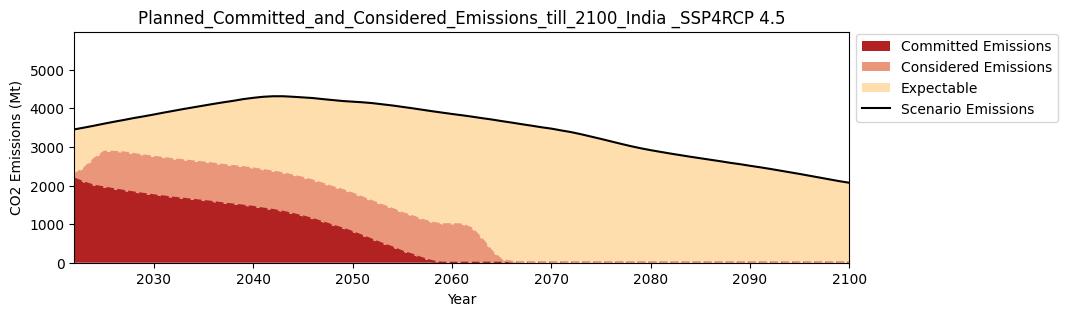 Planned_Committed_and_Considered_Emissions_till_2100_India _SSP4RCP 4.5
CO2 Emissions (Mt)
5000
4000
3000
2000
1000
0
2030 2040 2050 2060 2070 2080 2090 2100
Year
Committed Emissions
Considered Emissions
Expectable
Scenario Emissions